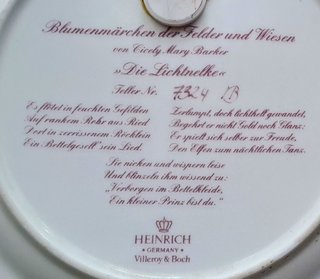 Blumenmärchen der Felder und Wiesen
von Cicely Mary Barker
»Die Lichtnelke«
Teller Nr. 7324 LB
Es flötet in feuchten Gefilden
Auf rankem Rohr aus Ried
Dort in zerrissenem Röcklein
Ein Bettelgesell' sein Lied.
Zerlumpt, doch lichthell gewandet,
Begehrt er nicht Gold noch Glanz:
Er spielt sich selber zur Freude,
Den Elfen zum nächtlichen Tanz.
Sie nicken und wispern leise
Und blinzeln ihm wissend zu:
„Verborgen im Bettelkleide,
Ein kleiner Prinz bist du.“
HEINRICH
GERMANY
Villeroy & Boch